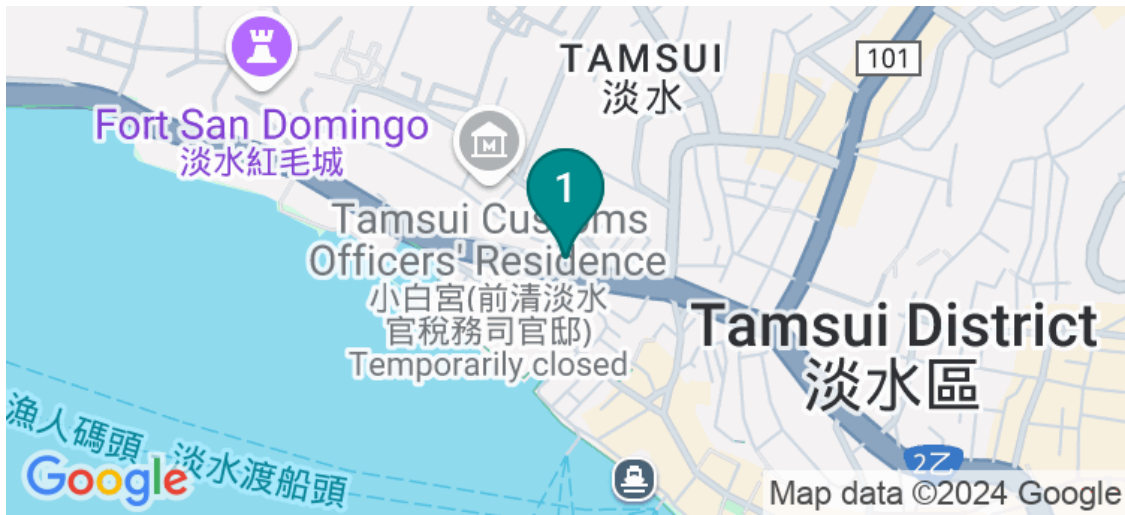 TAMSUI
淡水
101
Fort San Domingo
淡水紅毛城
M
1
Tamsui Customs
Officers' Residence
小白宮(前清淡水
官稅務司官邸)
Temporarily closed
Tamsui District
淡水區
漁人碼頭 - 淡水渡船頭
2乙
Google
Map data ©2024 Google